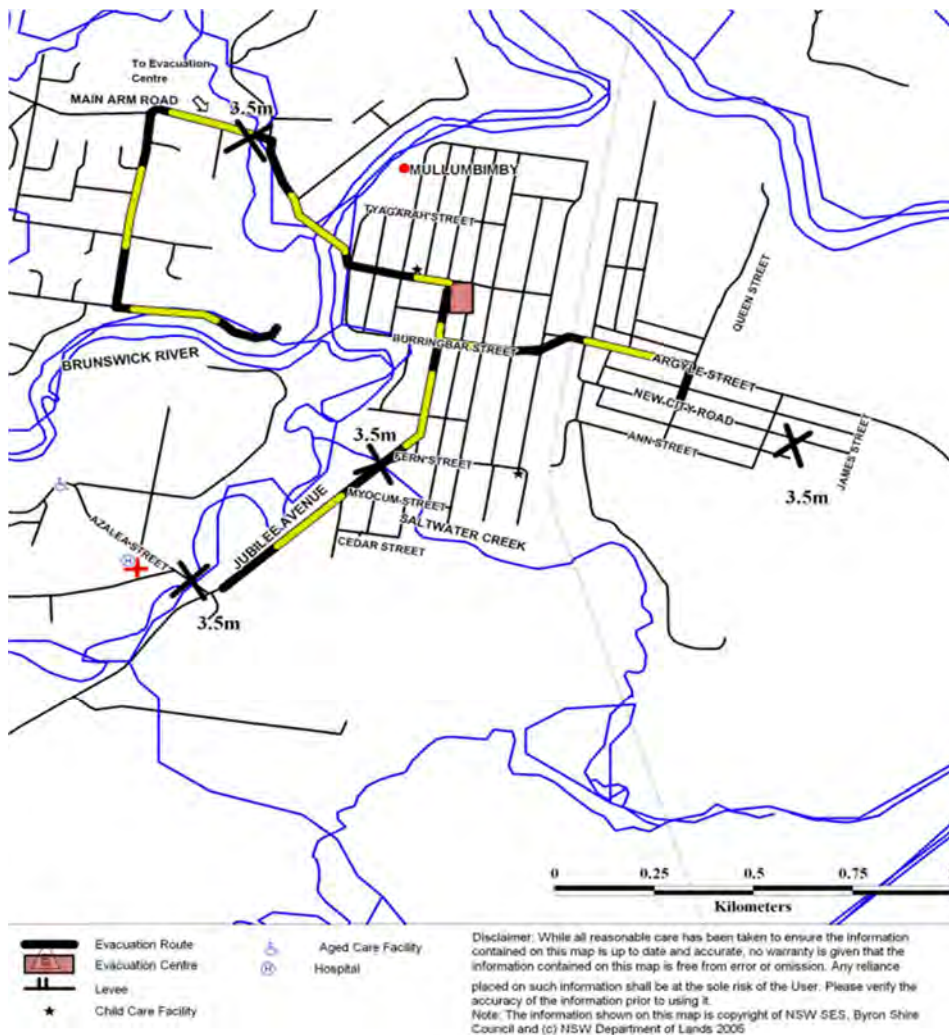 To Evacuation
Centre
MAIN ARM ROAD
3.5m
MULLUMBIMBY
TYAGARAH STREET
QUEEN STREET
BURRINGBAR STREET
BRUNSWICK RIVER
ARGYLE STREET
NEW CITY ROAD
ANN STREET
JAMES STREET
3.5m
FERN STREET
3.5m
MYOCUM STREET
JUBILEE AVENUE
SALTWATER CREEK
CEDAR STREET
AZALEA STREET
H
3.5m
0 0.25 0.5 0.75
Kilometers
Evacuation Route
Evacuation Centre
Levee
Child Care Facility
Aged Care Facility
H Hospital
Disclaimer: While all reasonable care has been taken to ensure the information
contained on this map is up to date and accurate, no warranty is given that the
information contained on this map is free from error or omission. Any reliance
placed on such information shall be at the sole risk of the User. Please verify the
accuracy of the information prior to using it.
Note: The information shown on this map is copyright of NSW SES, Byron Shire
Council and (c) NSW Department of Lands 2005